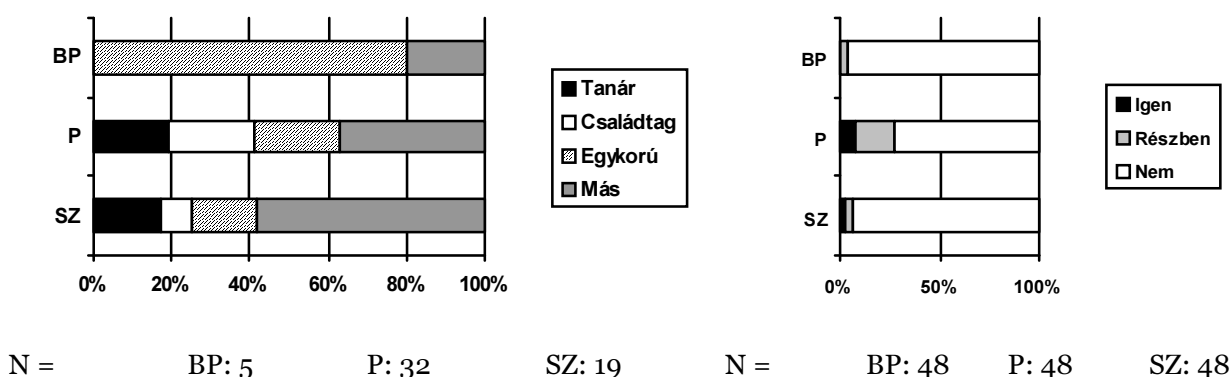 BP
P
SZ
0% 20% 40% 60% 80% 100%
Tanár
Családtag
Egykorú
Más
BP
P
SZ
0% 50% 100%
Igen
Részben
Nem
N = BP: 5 P: 32 SZ: 19 N = BP: 48 P: 48 SZ: 48